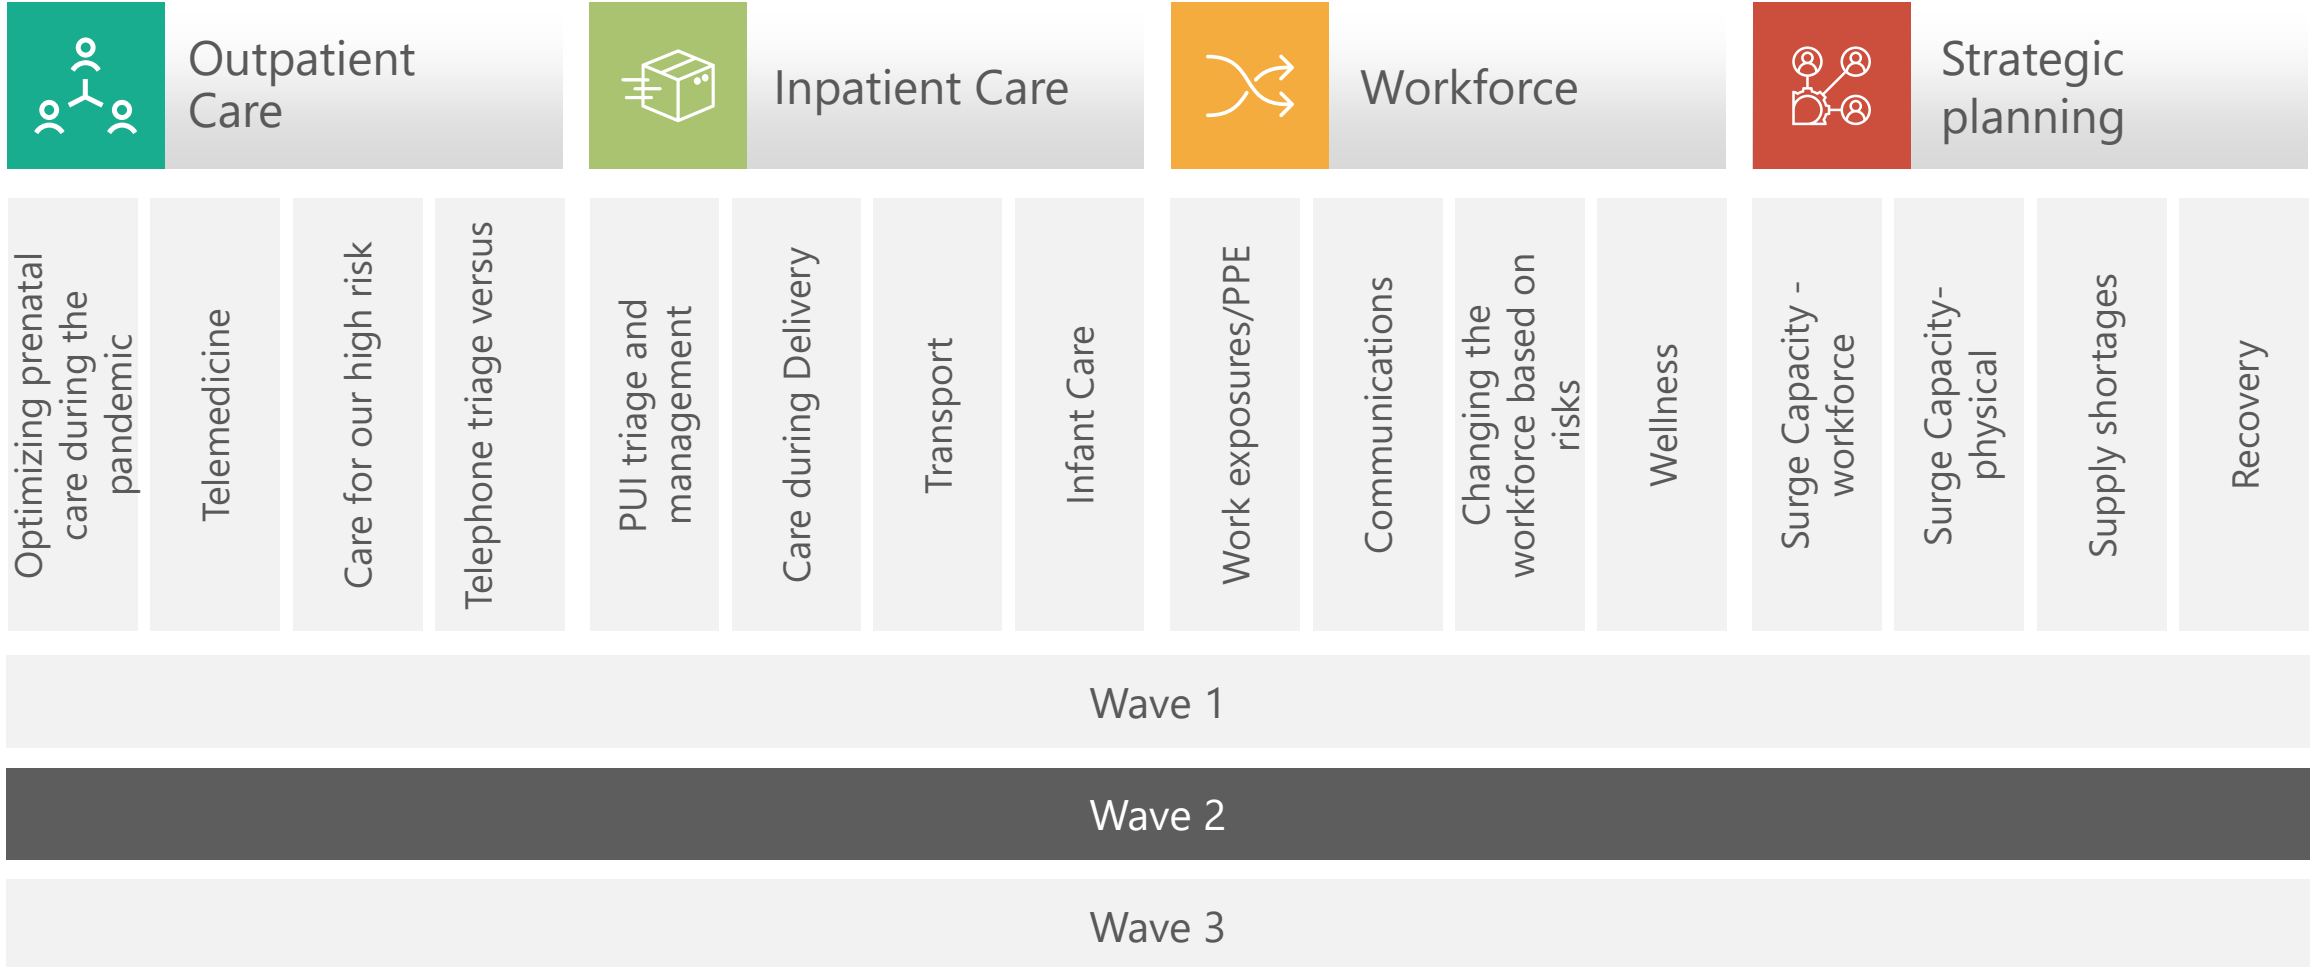 Outpatient
Care
Inpatient Care
Workforce
Strategic
planning
Optimizing prenatal
care during the
pandemic
Telemedicine
Care for our high risk
Telephone triage versus
PUI triage and
management
Care during Delivery
Transport
Infant Care
Work exposures/PPE
Communications
Changing the
workforce based on
risks
Wellness
Surge Capacity -
workforce
Surge Capacity-
physical
Supply shortages
Recovery
Wave 1
Wave 2
Wave 3